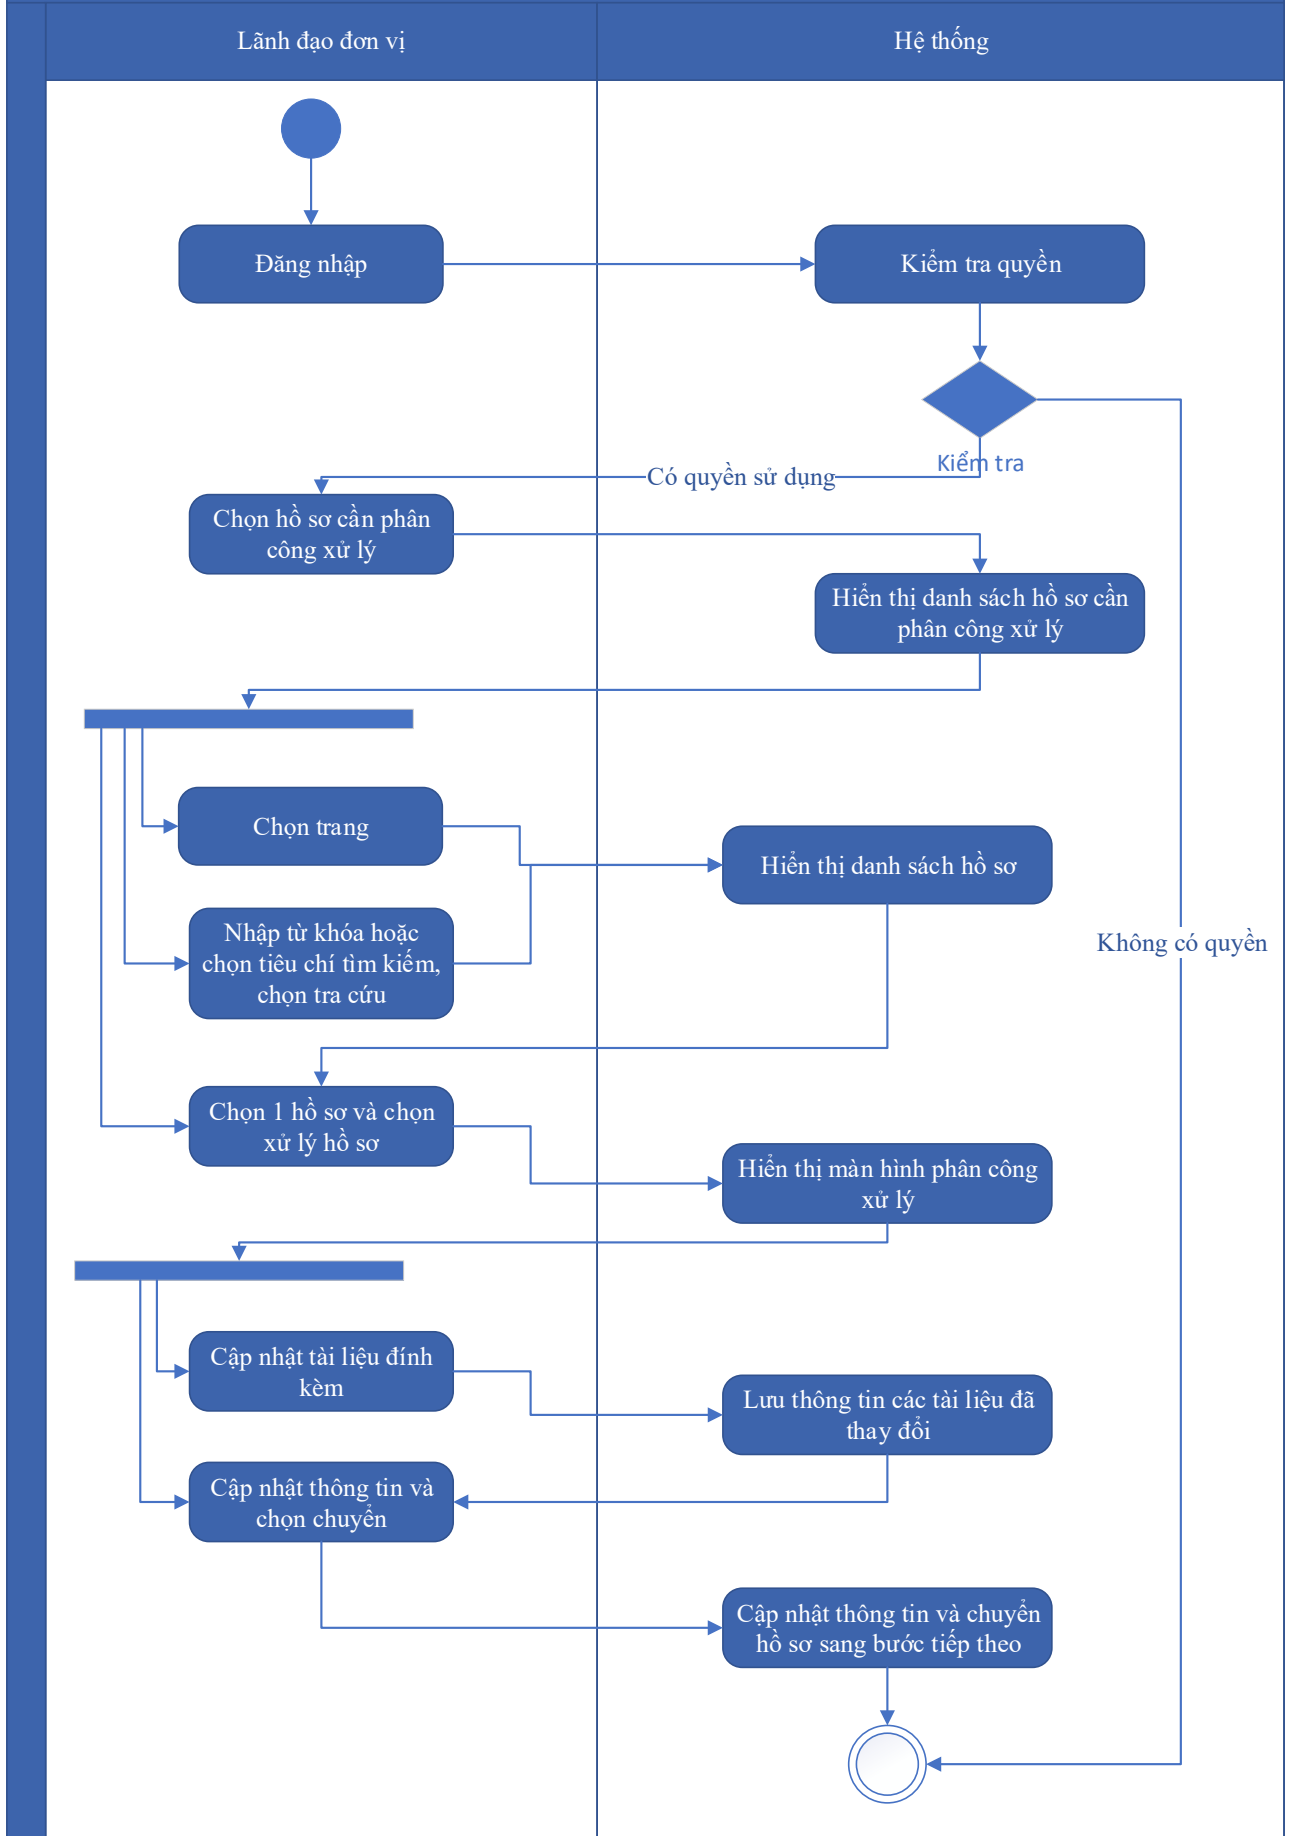 Lãnh đạo đơn vị
Hệ thống
Đăng nhập
Kiểm tra quyền
Kiểm tra
Có quyền sử dụng
Chọn hồ sơ cần phân
công xử lý
Hiển thị danh sách hồ sơ cần
phân công xử lý
Chọn trang
Hiển thị danh sách hồ sơ
Nhập từ khóa hoặc
chọn tiêu chí tìm kiếm,
chọn tra cứu
Không có quyền
Chọn 1 hồ sơ và chọn
xử lý hồ sơ
Hiển thị màn hình phân công
xử lý
Cập nhật tài liệu đính
kèm
Lưu thông tin các tài liệu đã
thay đổi
Cập nhật thông tin và
chọn chuyển
Cập nhật thông tin và chuyển
hồ sơ sang bước tiếp theo